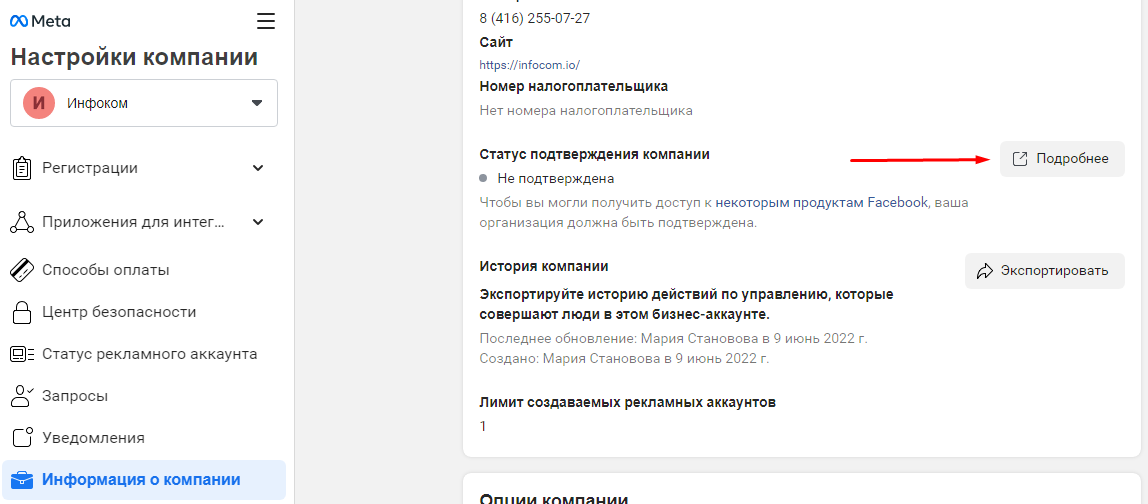 Meta
Настройки компании
И
Инфоком
Регистрации
Приложения для интег...
Способы оплаты
Центр безопасности
Статус рекламного аккаунта
Запросы
Уведомления
Информация о компании
8 (416) 255-07-27
Сайт
https://infocom.io/
Номер налогоплательщика
Нет номера налогоплательщика
Статус подтверждения компании
Подробнее
Не подтверждена
Чтобы вы могли получить доступ к некоторым продуктам Facebook, ваша
организация должна быть подтверждена.
История компании
Экспортировать
Экспортируйте историю действий по управлению, которые
совершают люди в этом бизнес-аккаунте.
Последнее обновление: Мария Становова в 9 июнь 2022 г.
Создано: Мария Становова в 9 июнь 2022 г.
Лимит создаваемых рекламных аккаунтов
1
Опции компании